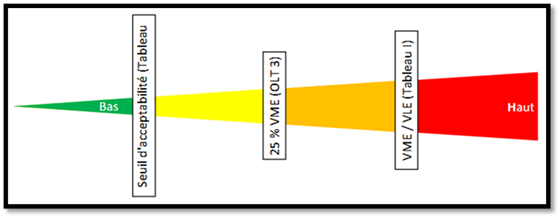 Bas
Seuil d'acceptabilité (Tableau
25 % VME (OLT 3)
VME / VLE (Tableau I)
Haut